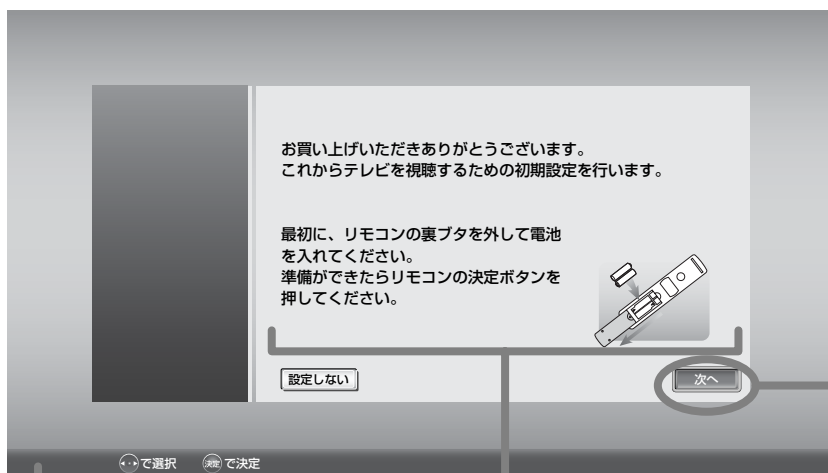 お買い上げいただきありがとうございます。
これからテレビを視聴するための初期設定を行います。
最初に、リモコンの裏ブタを外して電池
を入れてください。
準備ができたらリモコンの決定ボタンを
押してください。
設定しない
次へ
で選択 決定 で決定